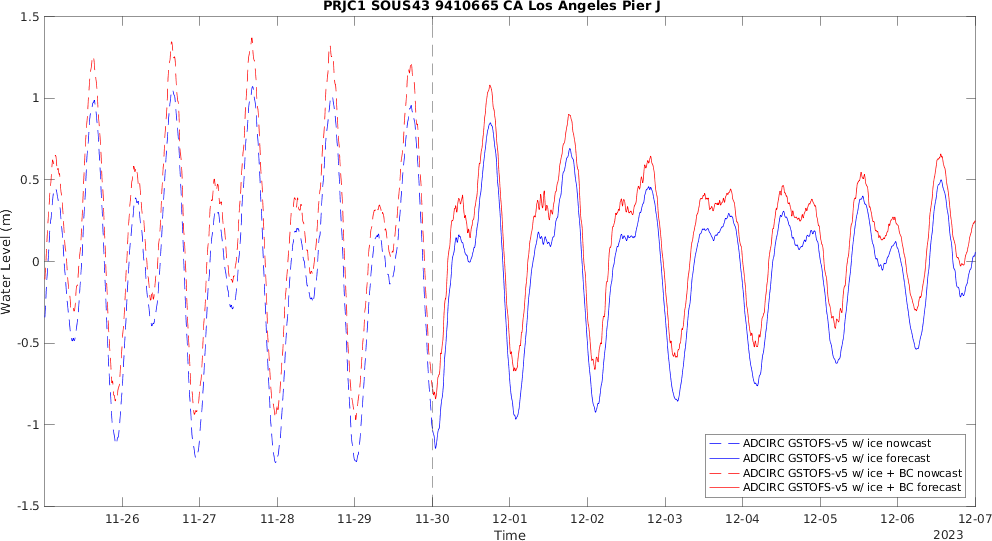 PRJC1 SOUS43 9410665 CA Los Angeles Pier J
Water Level (m)
1.5
1
0.5
0
-0.5
-1
-1.5
11-26 11-27 11-28 11-29 11-30 12-01 12-02 12-03 12-04 12-05 12-06 12-07
Time
2023
ADCIRC GSTOFS-v5 w/ ice nowcast
ADCIRC GSTOFS-v5 w/ ice forecast
ADCIRC GSTOFS-v5 w/ ice + BC nowcast
ADCIRC GSTOFS-v5 w/ ice + BC forecast